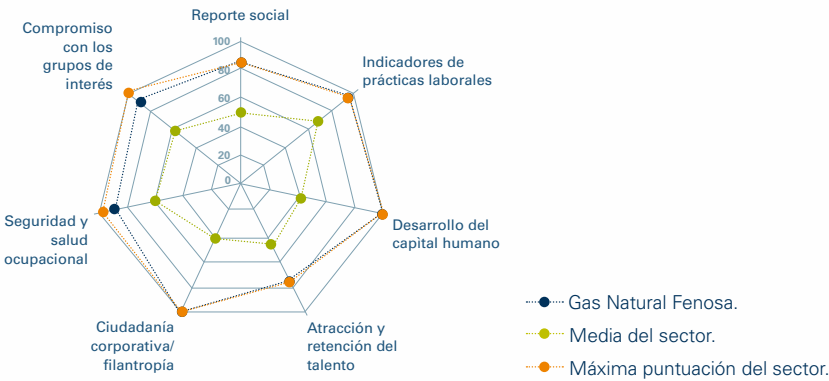 Reporte social
Compromiso
con los
grupos de
interés
Indicadores de
prácticas laborales
100
80
60
40
20
0
Seguridad y
salud
ocupacional
Desarrollo del
capital humano
Ciudadanía
corporativa/
filantropía
Atracción y
retención del
talento
Gas Natural Fenosa.
Media del sector.
Máxima puntuación del sector.